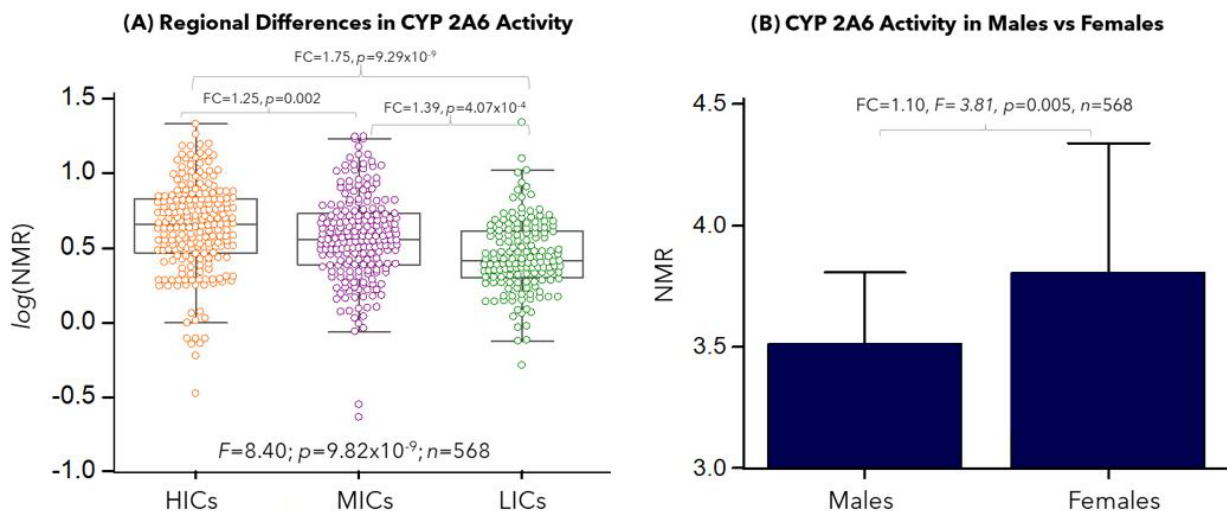 (A) Regional Differences in CYP 2A6 Activity
FC=1.75, p=9.29x10⁻⁹
FC=1.25, p=0.002
FC=1.39, p=4.07x10⁻⁴
log(NMR)
1.5
1.0
0.5
0.0
-0.5
-1.0
F=8.40; p=9.82x10⁻⁹; n=568
HICs
MICs
LICs
(B) CYP 2A6 Activity in Males vs Females
FC=1.10, F= 3.81, p=0.005, n=568
NMR
4.5
4.0
3.5
3.0
Males
Females